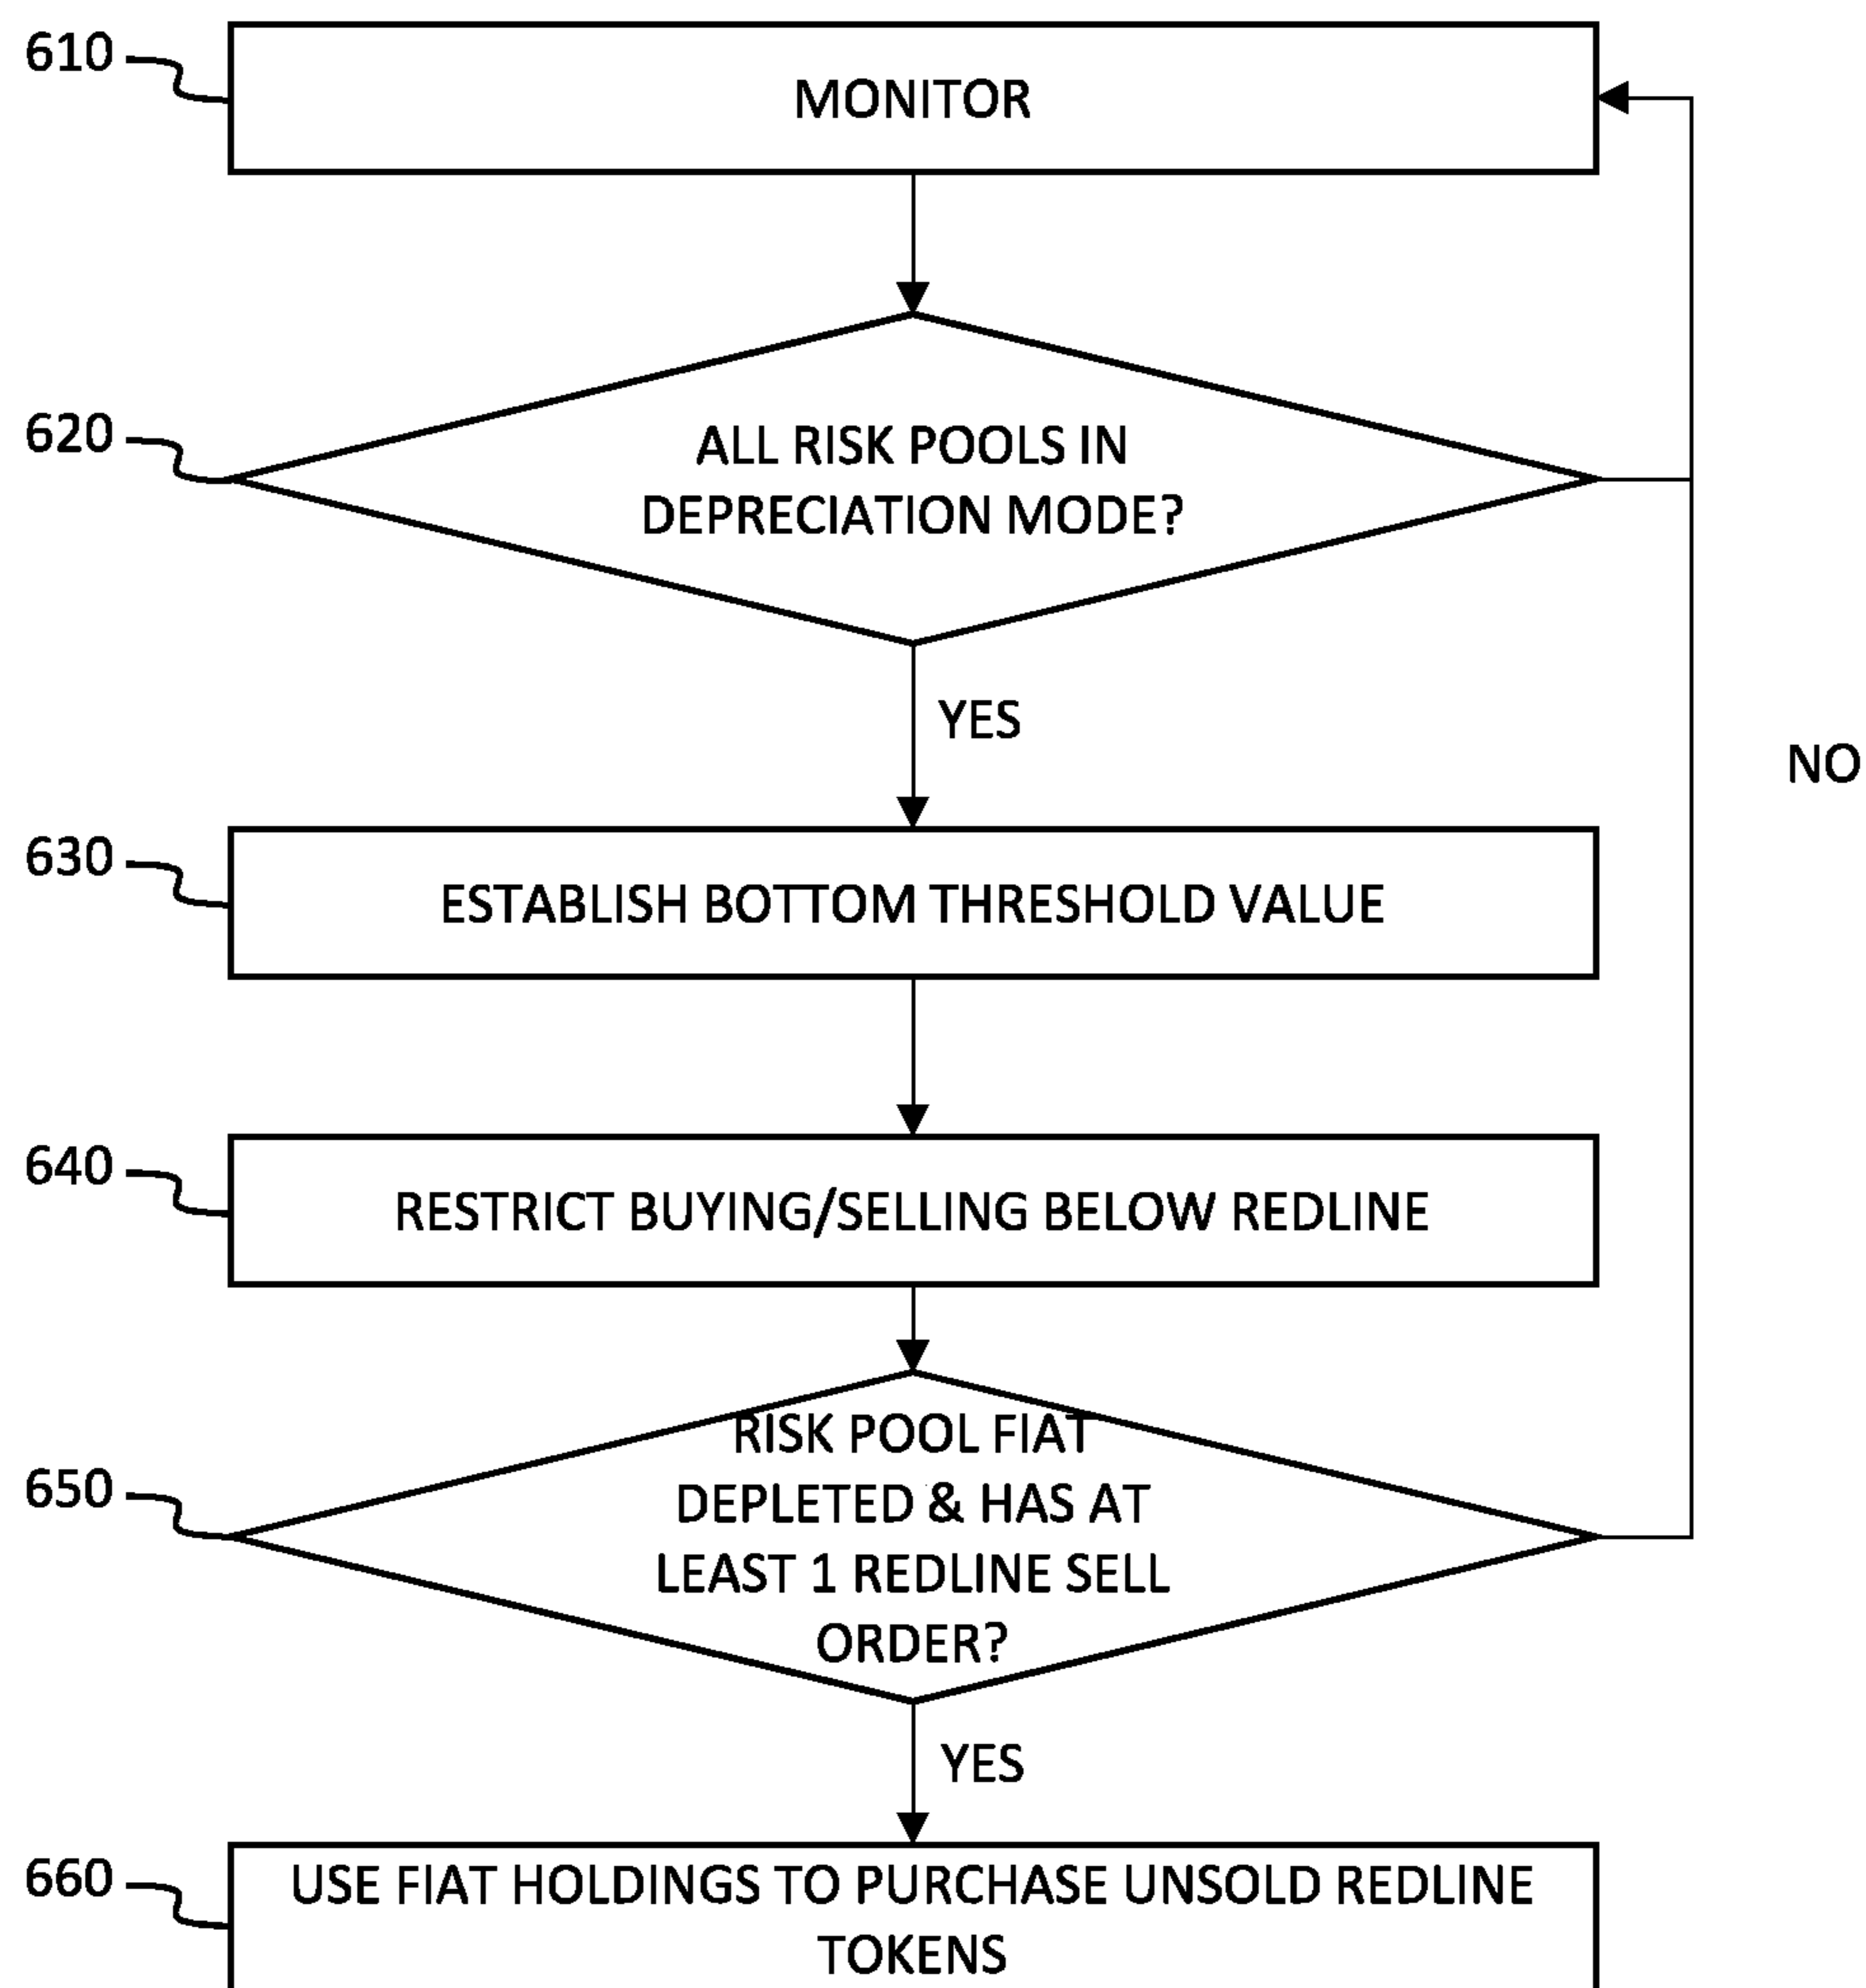 610
MONITOR
620
ALL RISK POOLS IN
DEPRECIATION MODE?
YES
NO
630
ESTABLISH BOTTOM THRESHOLD VALUE
640
RESTRICT BUYING/SELLING BELOW REDLINE
650
RISK POOL FIAT
DEPLETED & HAS AT
LEAST 1 REDLINE SELL
ORDER?
YES
660
USE FIAT HOLDINGS TO PURCHASE UNSOLD REDLINE
TOKENS